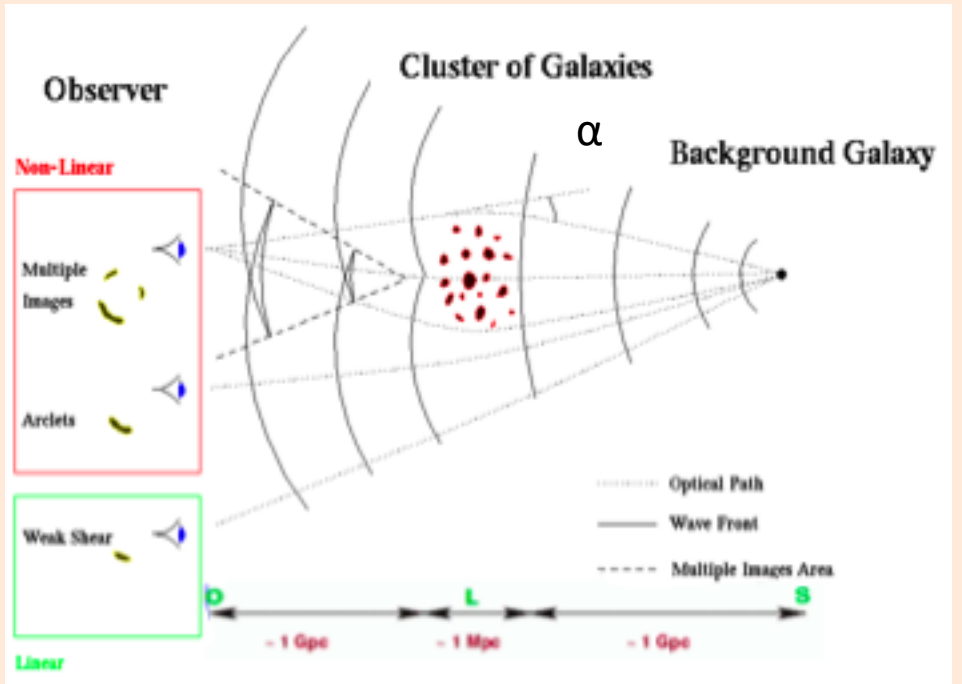 Observer
Cluster of Galaxies
α
Background Galaxy
Non-Linear
Multiple
Images
Arclets
Weak Shear
Linear
Optical Path
Wave Front
Multiple Images Area
O
L
S
~ 1 Gpc
~ 1 Mpc
~ 1 Gpc